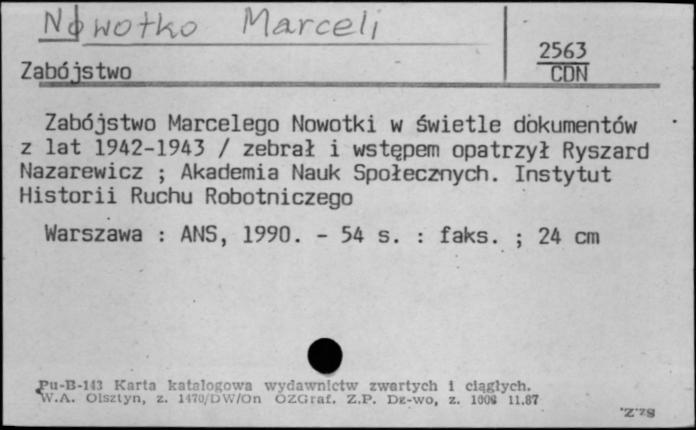 Nowotko Marceli
2563
CDN
Zabójstwo
Zabójstwo Marcelego Nowotki w świetle dokumentów
z lat 1942-1943 / zebrał i wstępem opatrzył Ryszard
Nazarewicz ; Akademia Nauk Społecznych. Instytut
Historii Ruchu Robotniczego
Warszawa : ANS, 1990. - 54 s. : faks. ; 24 cm
Pu-B-143 Karta katalogowa wydawnictw zwartych i ciągłych.
W.A. Olsztyn, z. 1470/DW/On OZGraf. Z.P. Dz-wo, z. 1008 11.87